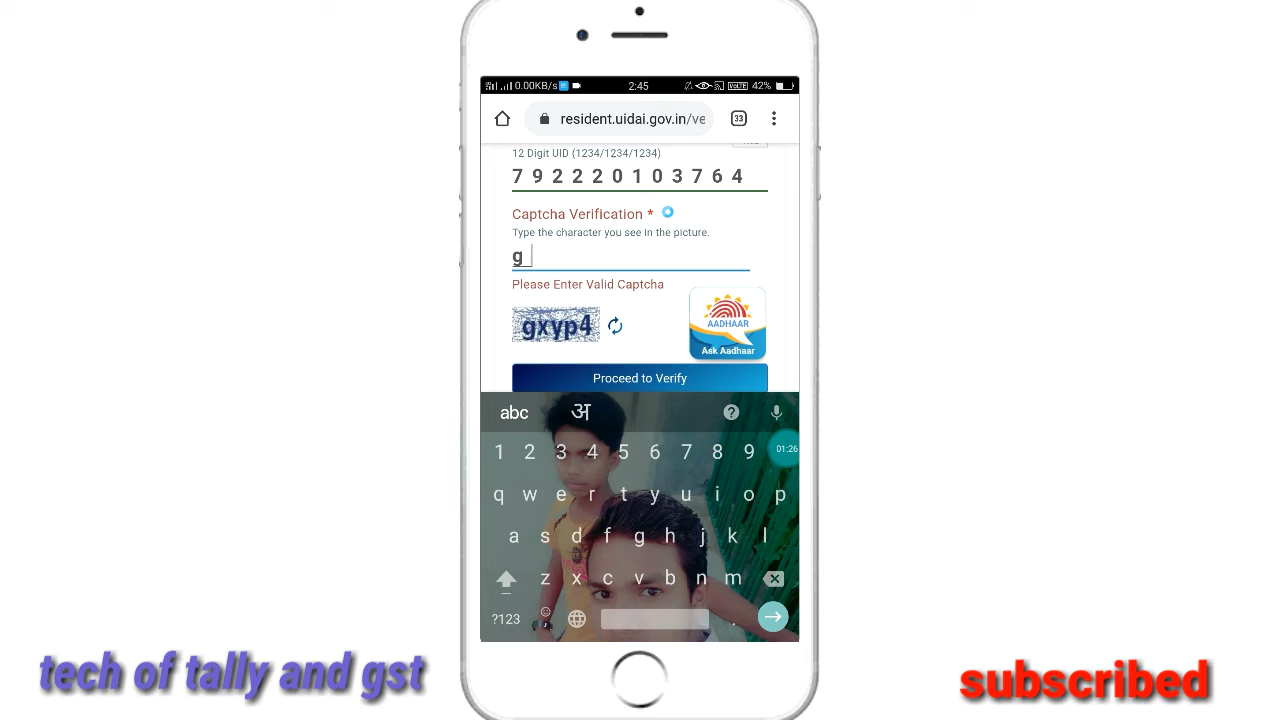 0.00KB/s 2:45 VOLTE 42%
resident.uidai.gov.in/ve 33
12 Digit UID (1234/1234/1234)
7 9 2 2 2 0 1 0 3 7 6 4
Captcha Verification *
Type the character you see in the picture.
g
Please Enter Valid Captcha
gxyp4
AADHAAR
Ask Aadhaar
Proceed to Verify
abc अ
1 2 3 4 5 6 7 8 9 01:26
q w e r t y u i o p
a s d f g h j k l
z x c v b n m
?123 .
tech of tally and gst
subscribed